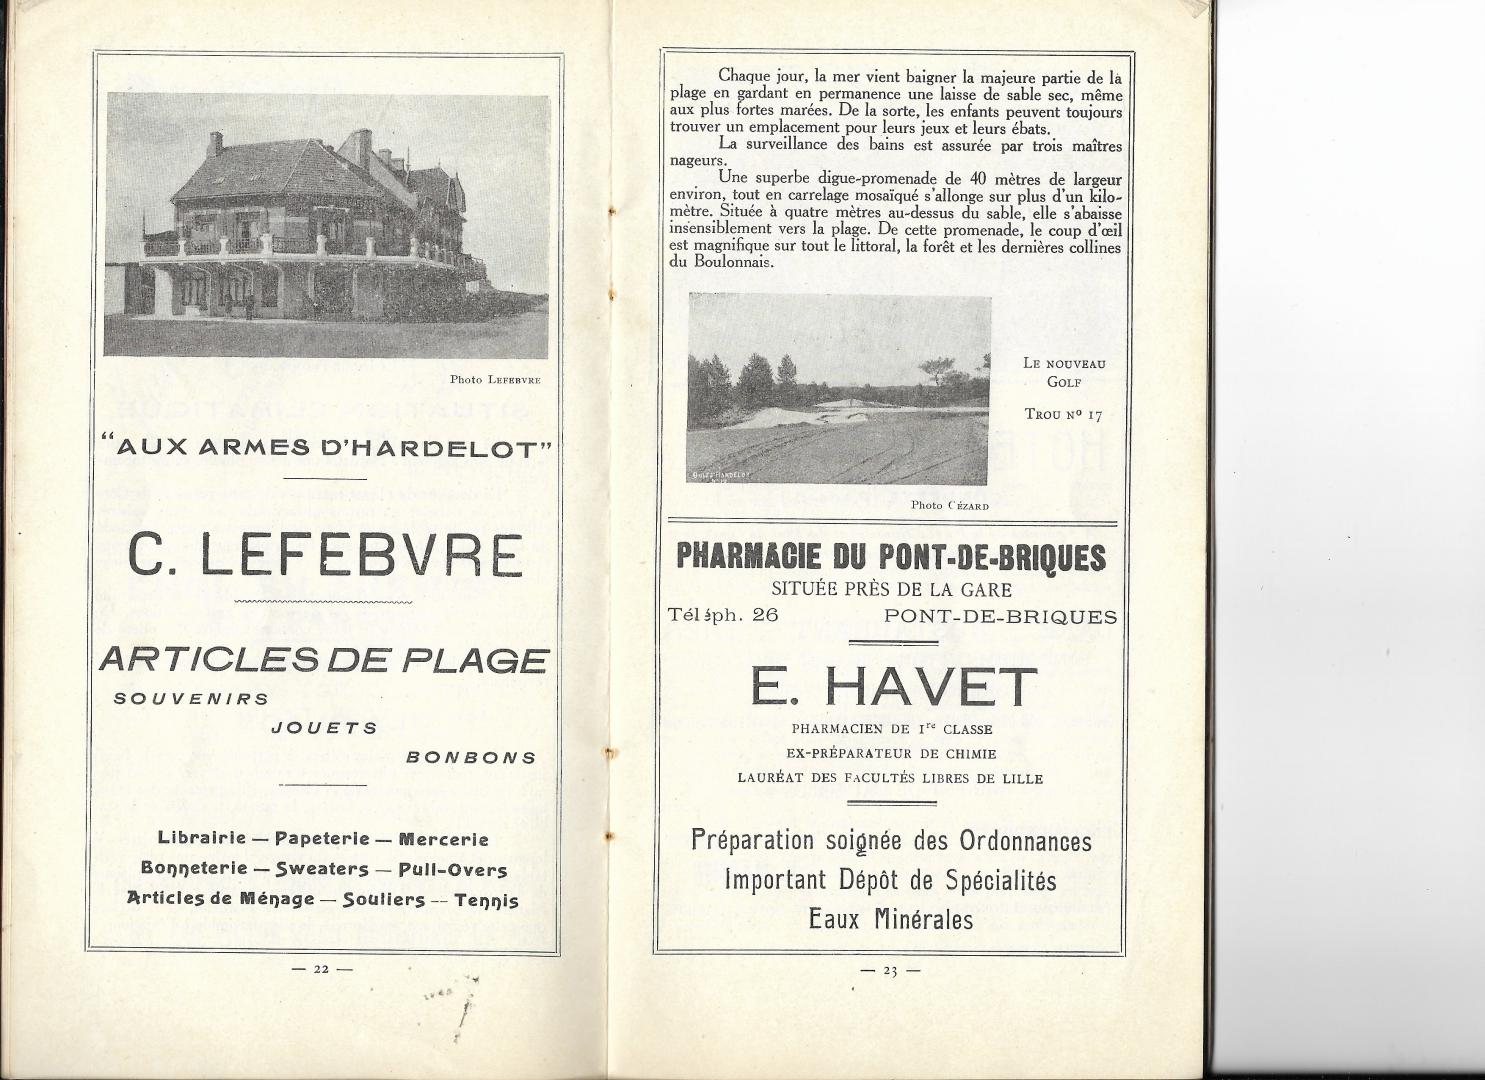 Photo LEFEBVRE
"AUX ARMES D'HARDELOT"
C. LEFEBVRE
ARTICLES DE PLAGE
SOUVENIRS
JOUETS
BONBONS
Librairie — Papeterie — Mercerie
Bonneterie — Sweaters — Pull-Overs
Articles de Ménage — Souliers — Tennis
— 22 —
Chaque jour, la mer vient baigner la majeure partie de la
plage en gardant en permanence une laisse de sable sec, même
aux plus fortes marées. De la sorte, les enfants peuvent toujours
trouver un emplacement pour leurs jeux et leurs ébats.
La surveillance des bains est assurée par trois maîtres
nageurs.
Une superbe digue-promenade de 40 mètres de largeur
environ, tout en carrelage mosaïqué s'allonge sur plus d'un kilo-
mètre. Située à quatre mètres au-dessus du sable, elle s'abaisse
insensiblement vers la plage. De cette promenade, le coup d'œil
est magnifique sur tout le littoral, la forêt et les dernières collines
du Boulonnais.
LE NOUVEAU
GOLF
TROU Nº 17
Photo CÉZARD
PHARMACIE DU PONT-DE-BRIQUES
SITUÉE PRÈS DE LA GARE
Téléph. 26 PONT-DE-BRIQUES
E. HAVET
PHARMACIEN DE 1re CLASSE
EX-PRÉPARATEUR DE CHIMIE
LAURÉAT DES FACULTÉS LIBRES DE LILLE
Préparation soignée des Ordonnances
Important Dépôt de Spécialités
Eaux Minérales
— 23 —